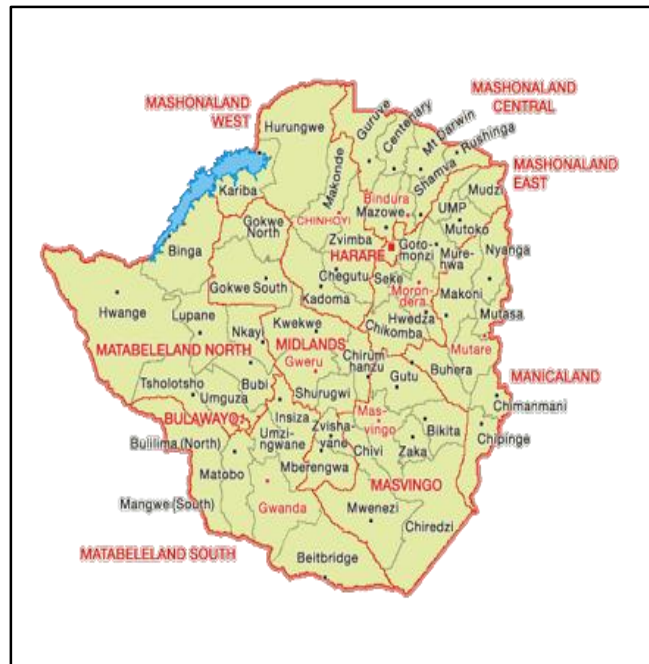 MASHONALAND
WEST
MASHONALAND
CENTRAL
MASHONALAND
EAST
Hurungwe
Guruve
Centenary
Mt Darwin
Rushinga
Kariba
Makonde
Bindura
Shamva
Mudzi
CHINHOYI
Mazowe
UMP
Mutoko
Gokwe
North
Zvimba
HARARE
Goro-
monzi
Mure-
hwa
Nyanga
Binga
Chegutu
Seke
Gokwe South
Kadoma
Moron-
dera
Makoni
Hwange
Lupane
Hwedza
Mutasa
Nkayi
Kwekwe
Chikomba
MATABELELAND NORTH
MIDLANDS
Mutare
Gweru
Chirum-
hanzu
Buhera
Gutu
MANICALAND
Tsholotsho
Bubi
Umguza
Shurugwi
Chimanmani
BULAWAYO
Insiza
Mas-
vingo
Bulilima (North)
Umzi-
ngwane
Zvisha-
vane
Bikita
Chipinge
Chivi
Zaka
Matobo
Mberengwa
MASVINGO
Mangwe (South)
Gwanda
Mwenezi
Chiredzi
MATABELELAND SOUTH
Beitbridge